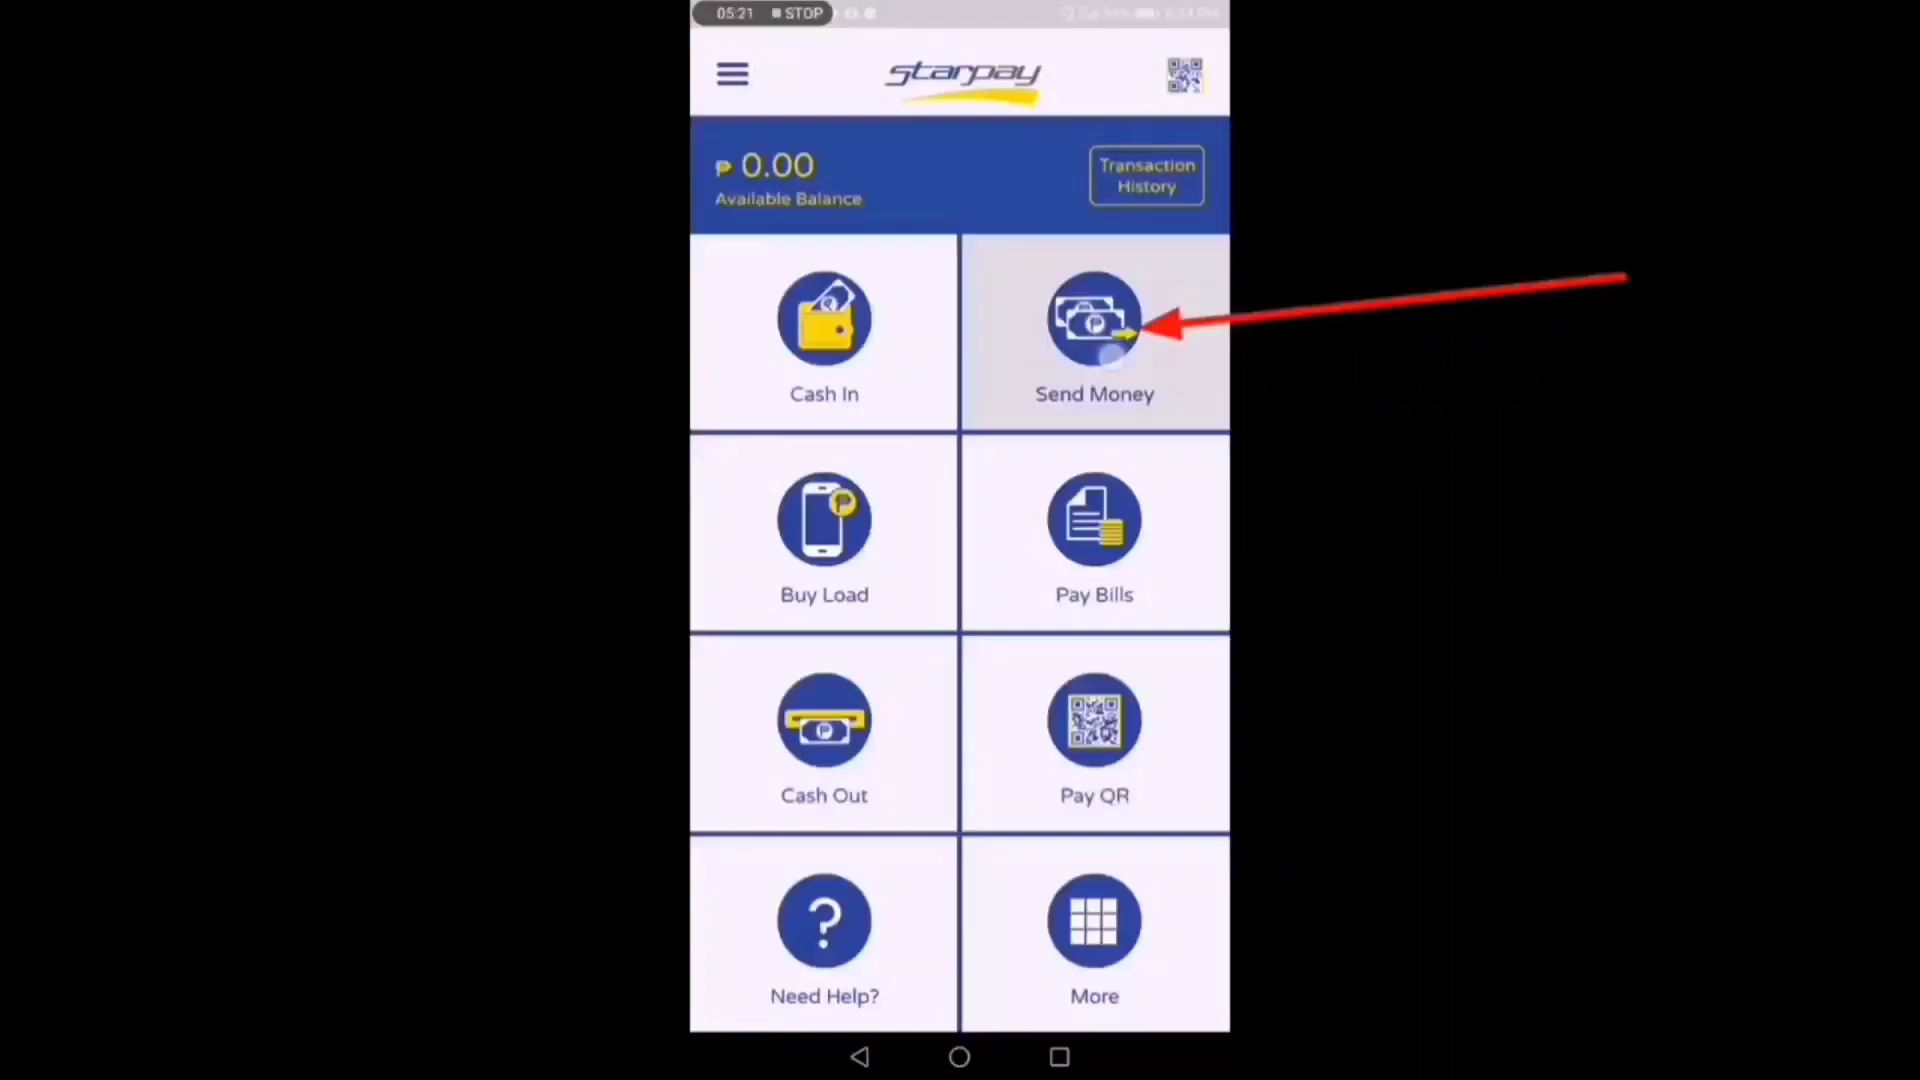 05:21 STOP
starpay
₱ 0.00
Available Balance
Transaction
History
Cash In
Send Money
Buy Load
Pay Bills
Cash Out
Pay QR
Need Help?
More